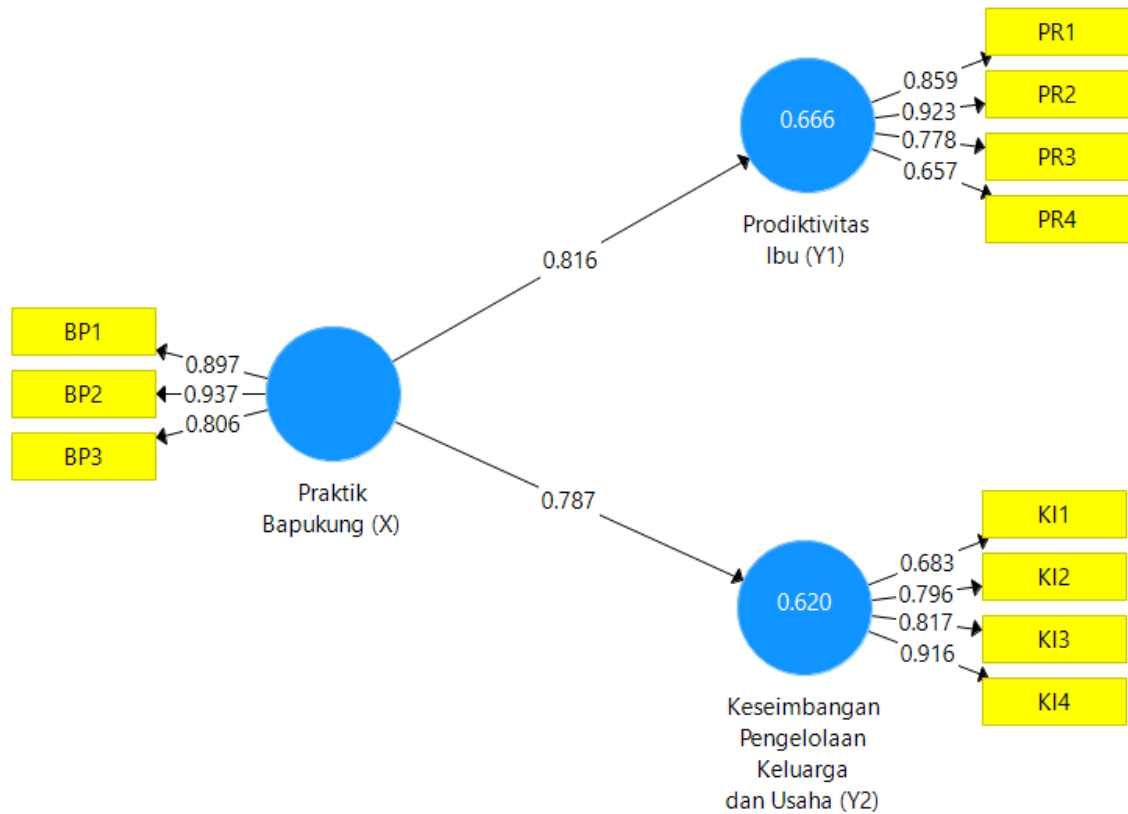 PR1
0.859
PR2
0.923
0.666
0.778
PR3
0.657
PR4
Prodiktivitas
Ibu (Y1)
0.816
BP1
0.897
BP2
0.937
0.806
BP3
Praktik
Bapukung (X)
0.787
KI1
0.683
KI2
0.796
0.620
0.817
KI3
0.916
KI4
Keseimbangan
Pengelolaan
Keluarga
dan Usaha (Y2)